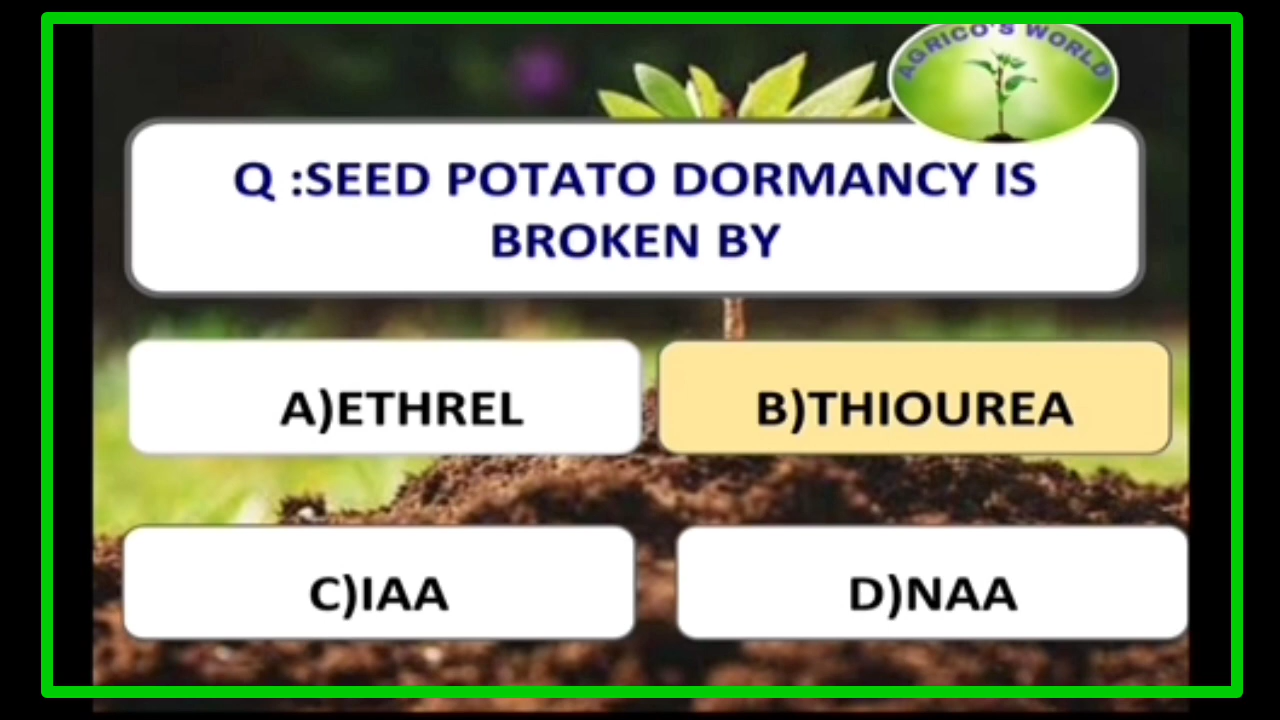 AGRICO'S WORLD
Q :SEED POTATO DORMANCY IS
BROKEN BY
A)ETHREL
B)THIOUREA
C)IAA
D)NAA